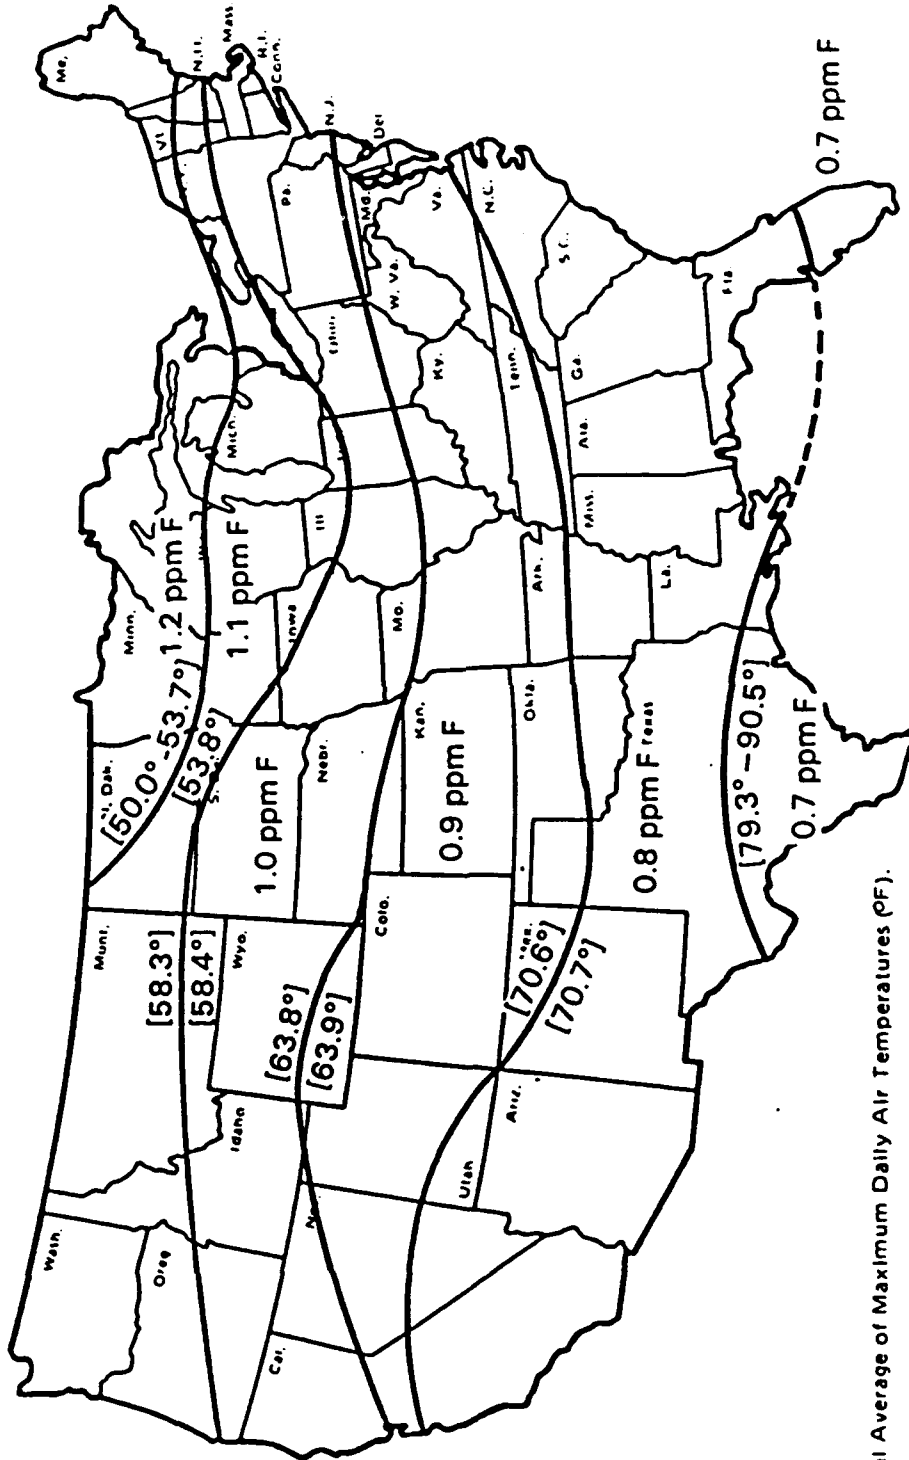 Wash.
Mont.
Minn.
Me.
Vt.
N.H.
Mass.
R.I.
Conn.
Oreg
Idaho
Wyo.
Mich.
Pa.
N.J.
Del
Md.
Cal.
Nebr.
Iowa
Ill
W. Va.
Va.
Utah
Colo.
Kan.
Mo.
Ky.
N.C.
Ariz.
Okla.
Ark.
Tenn.
S.C.
Texas
La.
Miss.
Ala.
Ga.
Fla.
[50.0° -53.7°]
1.2 ppm F
[53.8°]
1.1 ppm F
[58.3°]
[58.4°]
1.0 ppm F
[63.8°]
[63.9°]
0.9 ppm F
[70.6°]
[70.7°]
0.8 ppm F
[79.3° – 90.5°]
0.7 ppm F
0.7 ppm F
Average of Maximum Daily Air Temperatures (ºF).